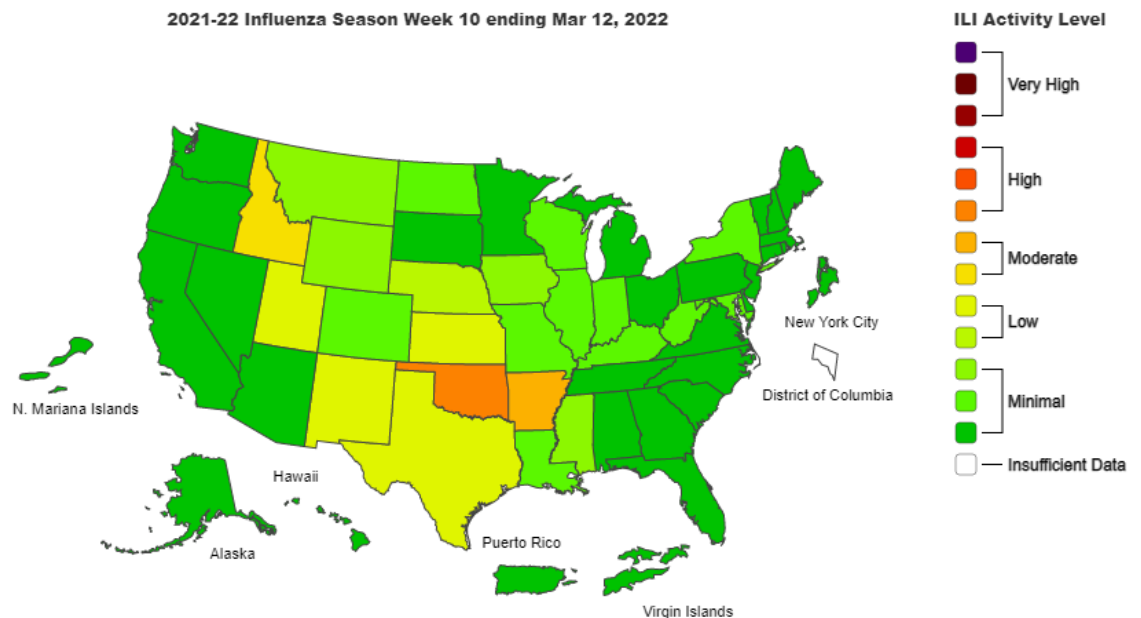 2021-22 Influenza Season Week 10 ending Mar 12, 2022
ILI Activity Level
Very High
High
Moderate
Low
Minimal
Insufficient Data
New York City
District of Columbia
N. Mariana Islands
Hawaii
Alaska
Puerto Rico
Virgin Islands